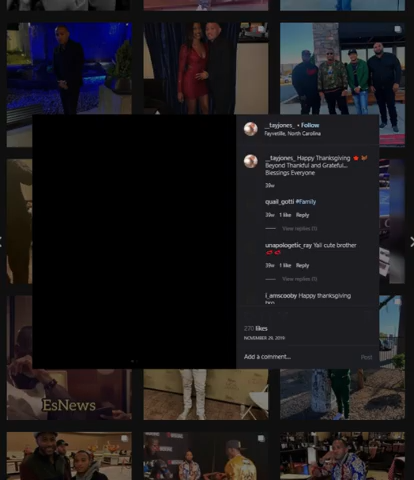 __tayjones_ • Follow
Fayvetille, North Carolina
__tayjones_ Happy Thanksgiving 🍁 🦃
Beyond Thankful and Grateful...
Blessings Everyone
39w
quail_gotti #Family
39w 1 like Reply
View replies (1)
unapologetic_ray Yall cute brother
39w 1 like Reply
View replies (1)
i_amscooby Happy thanksgiving
bro
270 likes
NOVEMBER 29, 2019
Add a comment... Post
EsNews